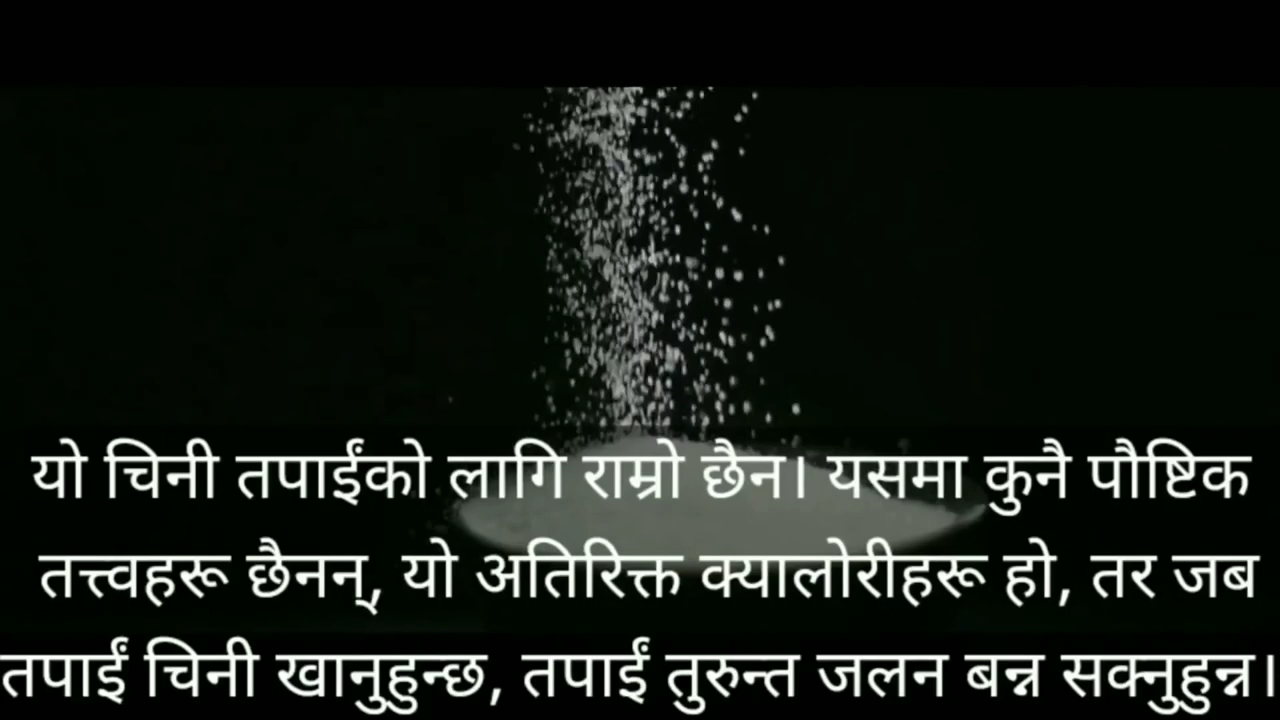 यो चिनी तपाईंको लागि राम्रो छैन। यसमा कुनै पौष्टिक
तत्त्वहरू छैनन्, यो अतिरिक्त क्यालोरीहरू हो, तर जब
तपाईं चिनी खानुहुन्छ, तपाईं तुरुन्त जलन बन्न सक्नुहुन्न।